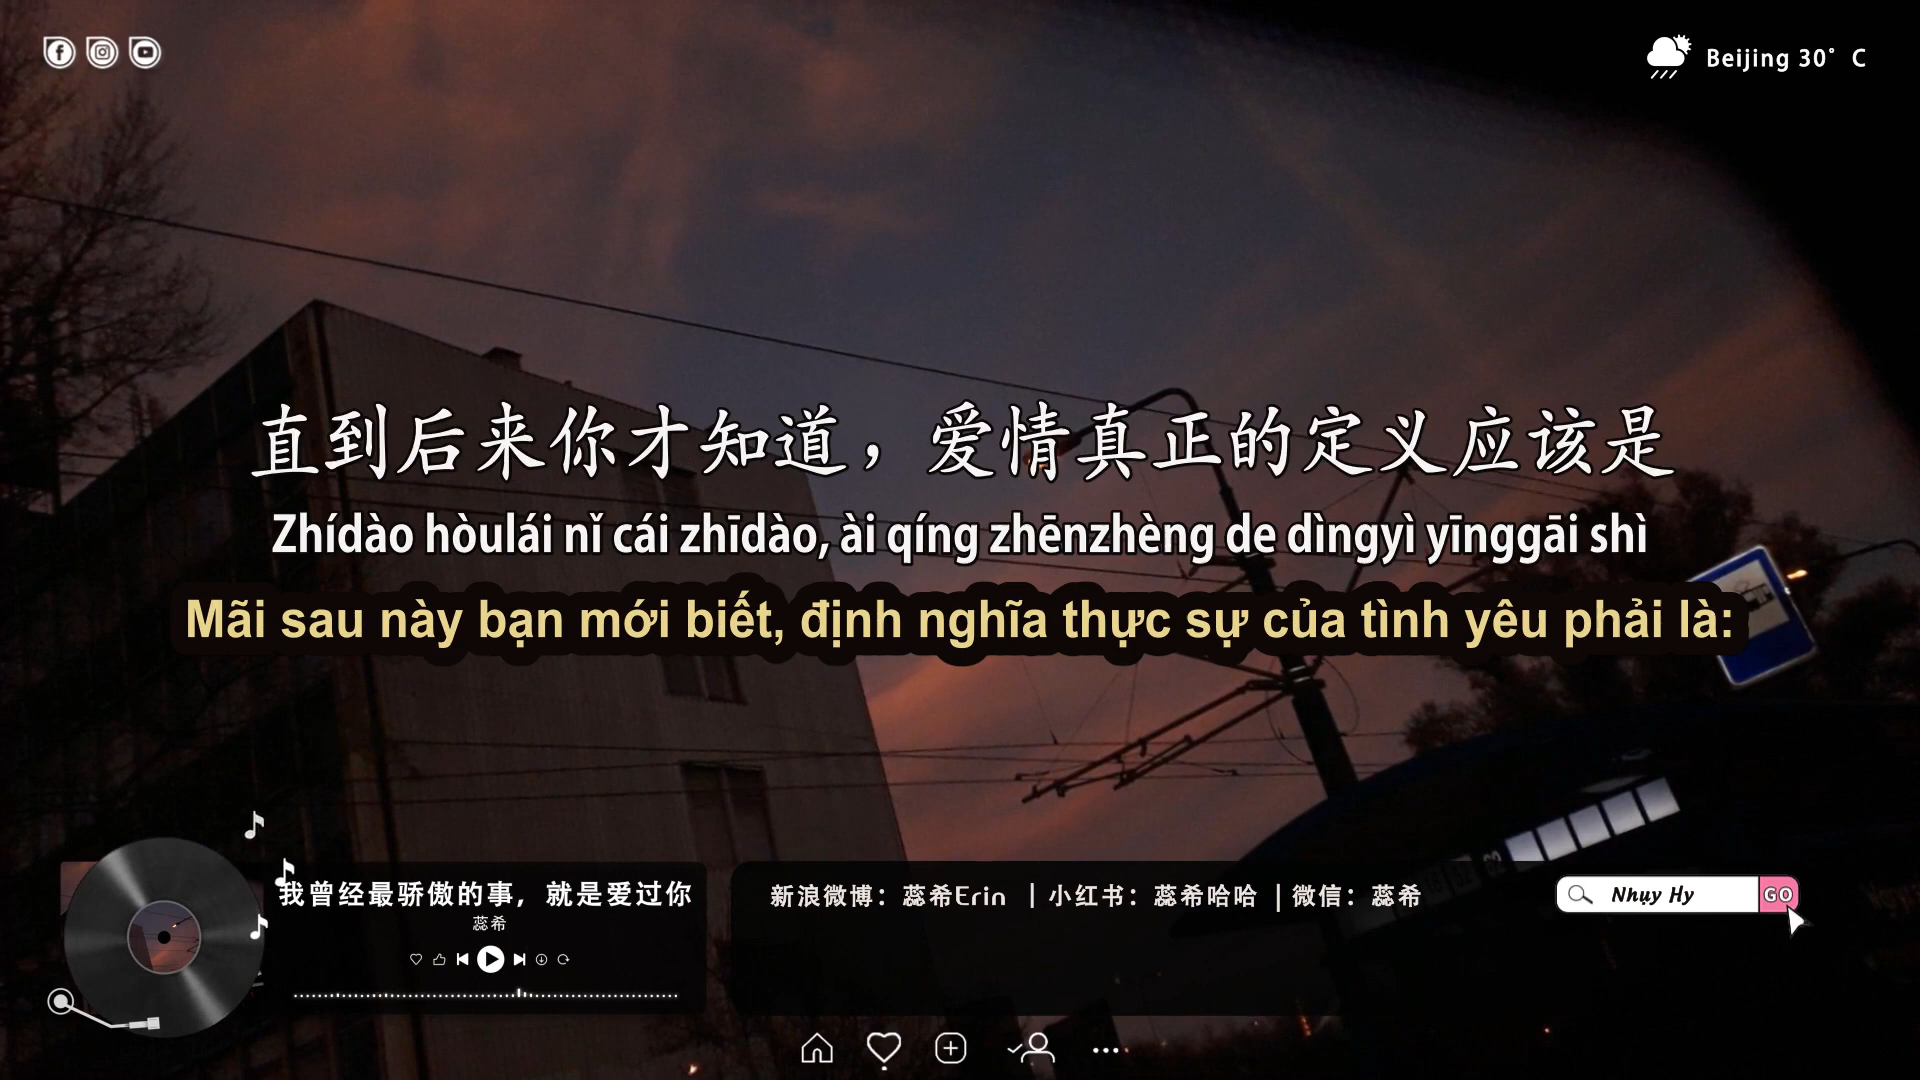 Beijing 30° C
直到后来你才知道，爱情真正的定义应该是
Zhídào hòulái nǐ cái zhīdào, ài qíng zhēnzhèng de dìngyì yīnggāi shì
Mãi sau này bạn mới biết, định nghĩa thực sự của tình yêu phải là:
我曾经最骄傲的事，就是爱过你
蕊希
新浪微博：蕊希Erin ｜小红书：蕊希哈哈 ｜微信：蕊希
Nhụy Hy GO